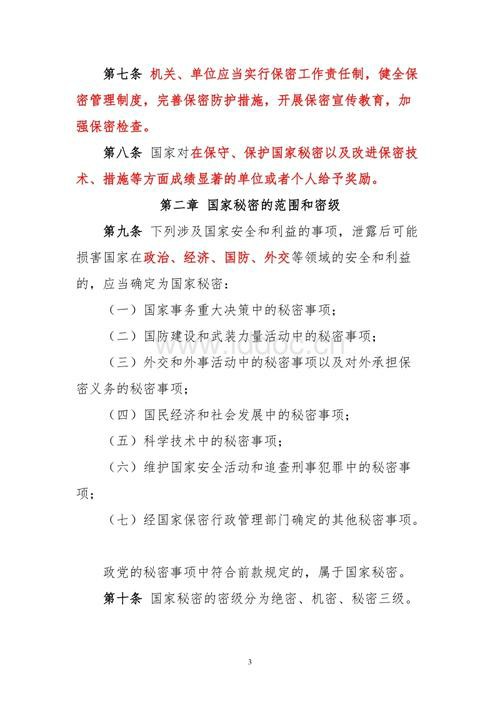 第七条 机关、单位应当实行保密工作责任制，健全保
密管理制度，完善保密防护措施，开展保密宣传教育，加
强保密检查。
第八条 国家对在保守、保护国家秘密以及改进保密技
术、措施等方面成绩显著的单位或者个人给予奖励。
第二章 国家秘密的范围和密级
第九条 下列涉及国家安全和利益的事项，泄露后可能
损害国家在政治、经济、国防、外交等领域的安全和利益
的，应当确定为国家秘密：
（一）国家事务重大决策中的秘密事项；
（二）国防建设和武装力量活动中的秘密事项；
（三）外交和外事活动中的秘密事项以及对外承担保
密义务的秘密事项；
（四）国民经济和社会发展中的秘密事项；
（五）科学技术中的秘密事项；
（六）维护国家安全活动和追查刑事犯罪中的秘密事
项；
（七）经国家保密行政管理部门确定的其他秘密事项。
政党的秘密事项中符合前款规定的，属于国家秘密。
第十条 国家秘密的密级分为绝密、机密、秘密三级。
3